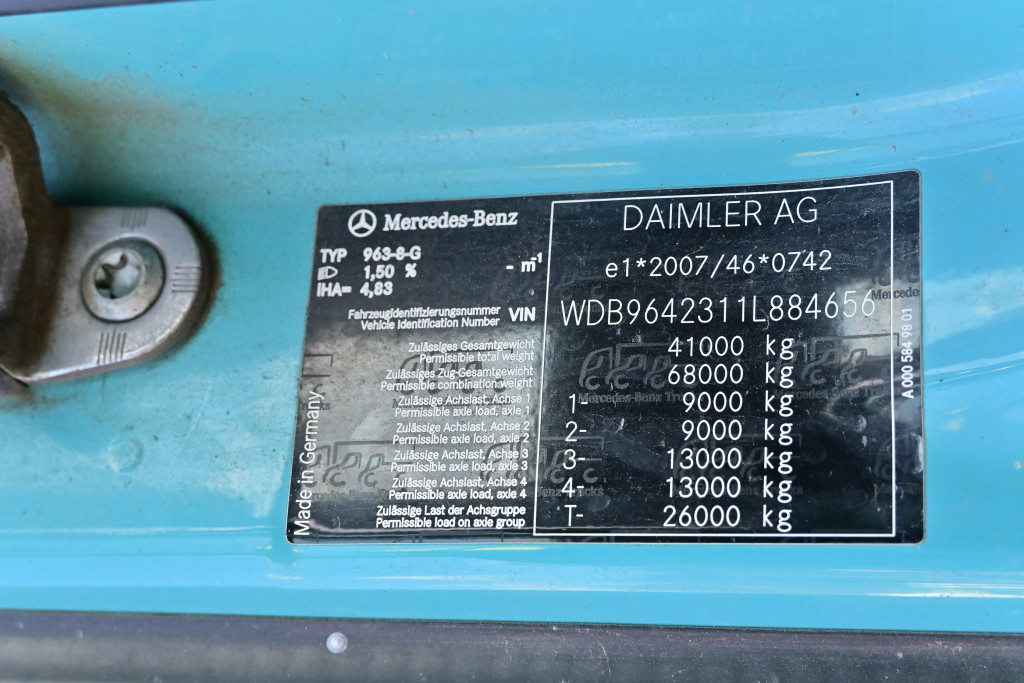 Mercedes-Benz
TYP 963-8-G
1,50 % - m-1
IHA= 4,83
DAIMLER AG
e1*2007/46*0742
Fahrzeugidentifizierungsnummer
Vehicle Identification Number VIN WDB9642311L884656
Zulässiges Gesamtgewicht
Permissible total weight 41000 kg
Zulässiges Zug-Gesamtgewicht
Permissible combination weight 68000 kg
Zulässige Achslast, Achse 1
Permissible axle load, axle 1 1- 9000 kg
Zulässige Achslast, Achse 2
Permissible axle load, axle 2 2- 9000 kg
Zulässige Achslast, Achse 3
Permissible axle load, axle 3 3- 13000 kg
Zulässige Achslast, Achse 4
Permissible axle load, axle 4 4- 13000 kg
Zulässige Last der Achsgruppe
Permissible load on axle group T- 26000 kg
Made in Germany
A 000 584 98 01